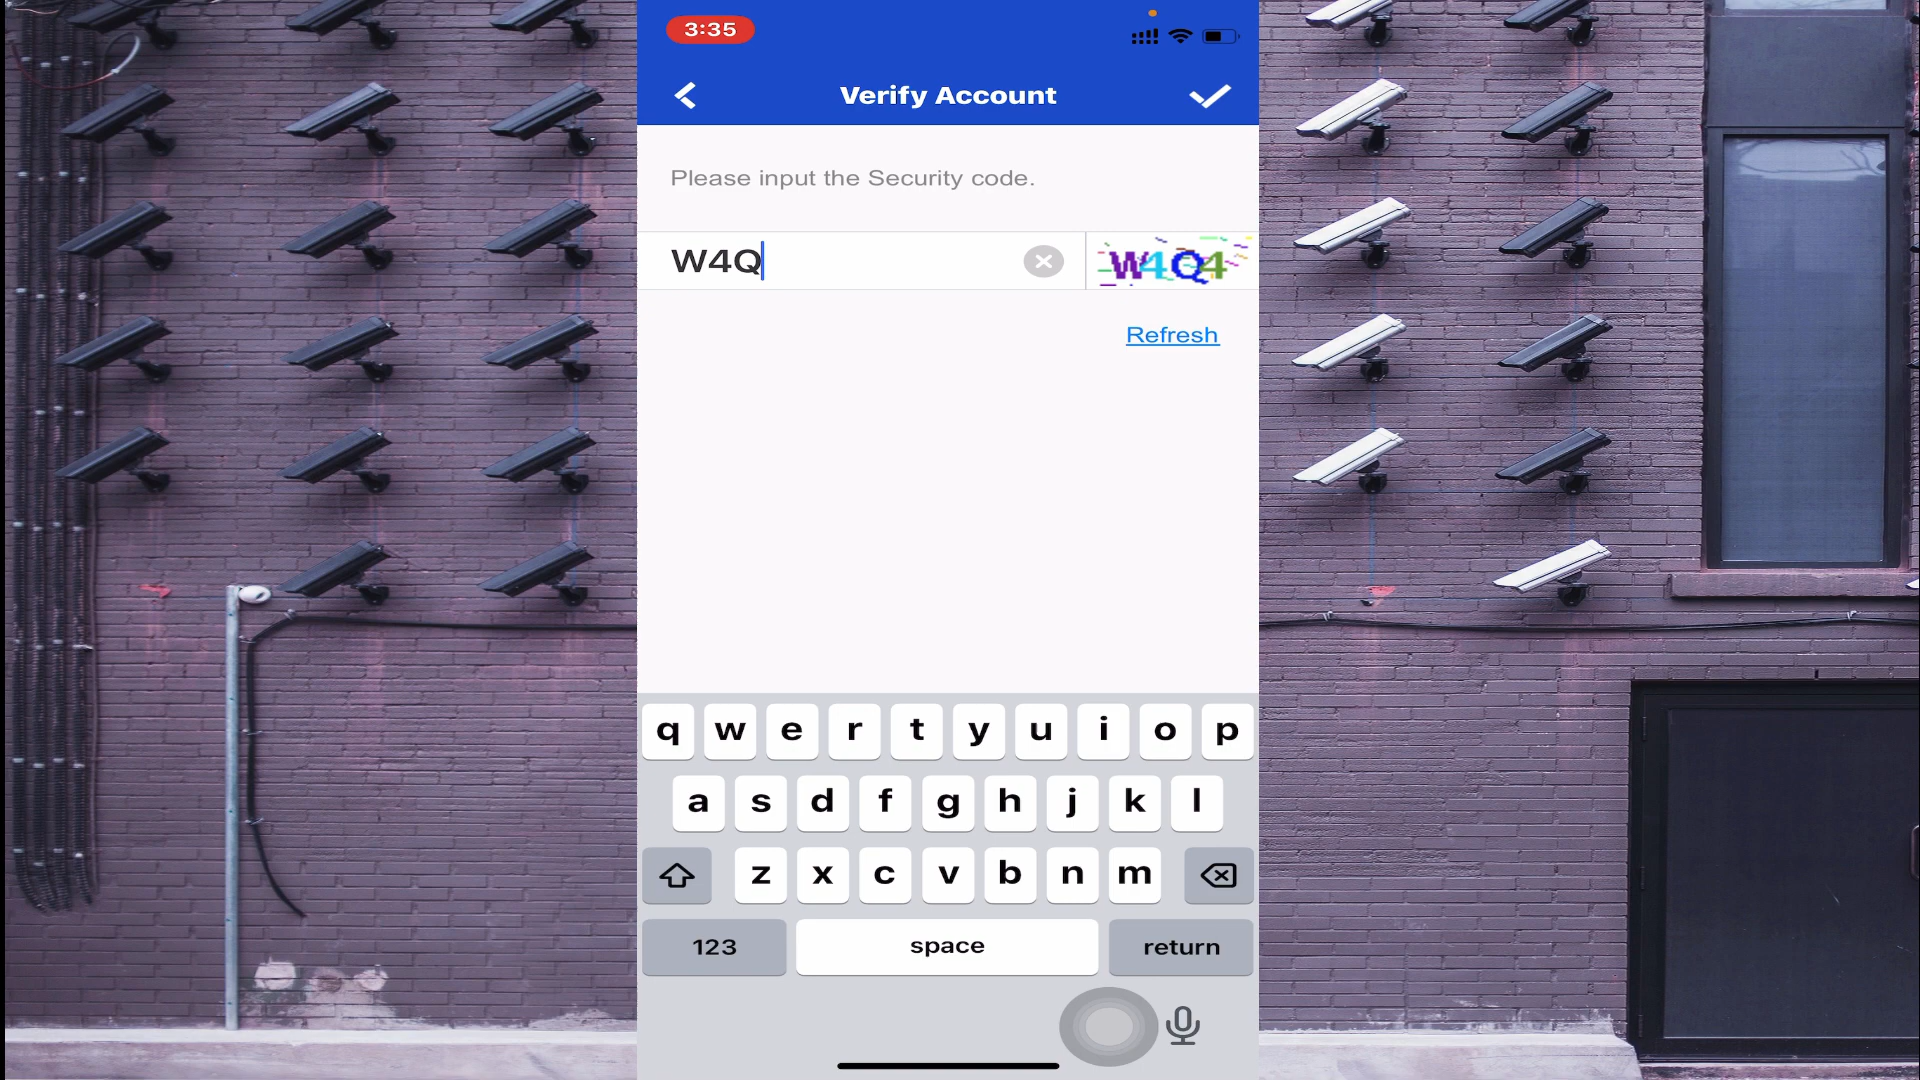 3:35
Verify Account
Please input the Security code.
W4Q
W4Q4
Refresh
q w e r t y u i o p
a s d f g h j k l
z x c v b n m
123 space return